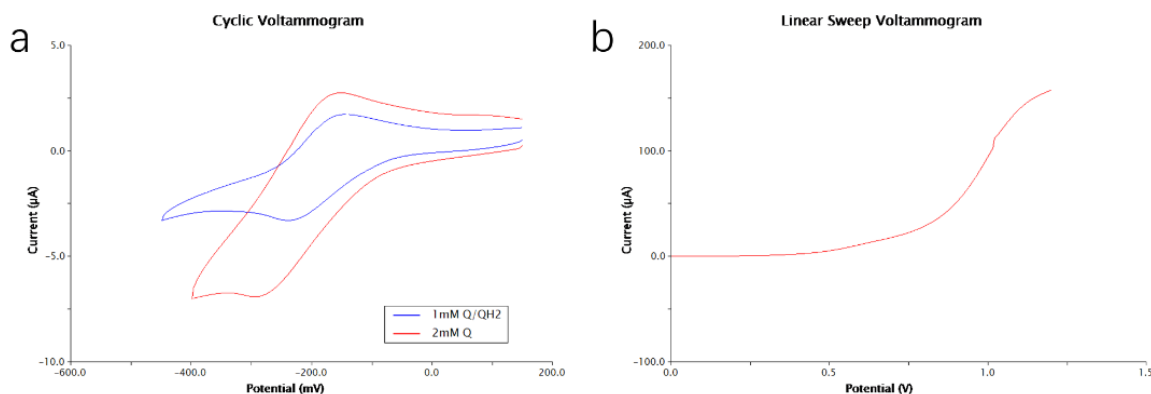 a
Cyclic Voltammogram
5.0
0.0
-5.0
-10.0
Current (μA)
-600.0 -400.0 -200.0 0.0 200.0
Potential (mV)
1mM Q/QH2
2mM Q
b
Linear Sweep Voltammogram
200.0
100.0
0.0
-100.0
Current (μA)
0.0 0.5 1.0 1.5
Potential (V)